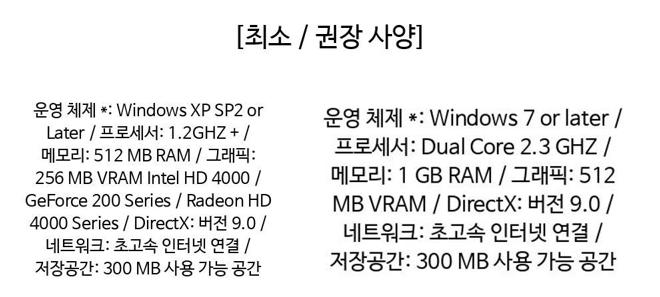 [최소 / 권장 사양]
운영 체제 *: Windows XP SP2 or
Later / 프로세서: 1.2GHZ + /
메모리: 512 MB RAM / 그래픽:
256 MB VRAM Intel HD 4000 /
GeForce 200 Series / Radeon HD
4000 Series / DirectX: 버전 9.0 /
네트워크: 초고속 인터넷 연결 /
저장공간: 300 MB 사용 가능 공간
운영 체제 *: Windows 7 or later /
프로세서: Dual Core 2.3 GHZ /
메모리: 1 GB RAM / 그래픽: 512
MB VRAM / DirectX: 버전 9.0 /
네트워크: 초고속 인터넷 연결 /
저장공간: 300 MB 사용 가능 공간